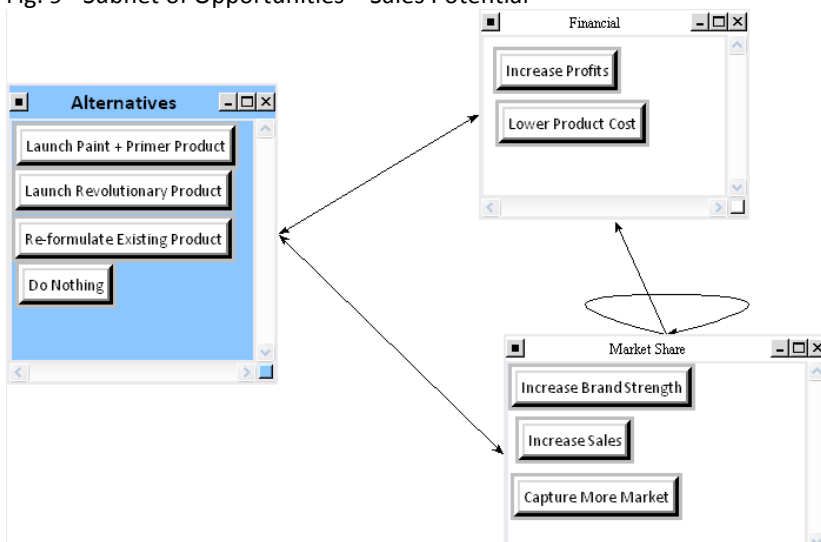 Fig. 9 - Subnet of Opportunities – Sales Potential
Financial
Increase Profits
Lower Product Cost
Alternatives
Launch Paint + Primer Product
Launch Revolutionary Product
Re-formulate Existing Product
Do Nothing
Market Share
Increase Brand Strength
Increase Sales
Capture More Market